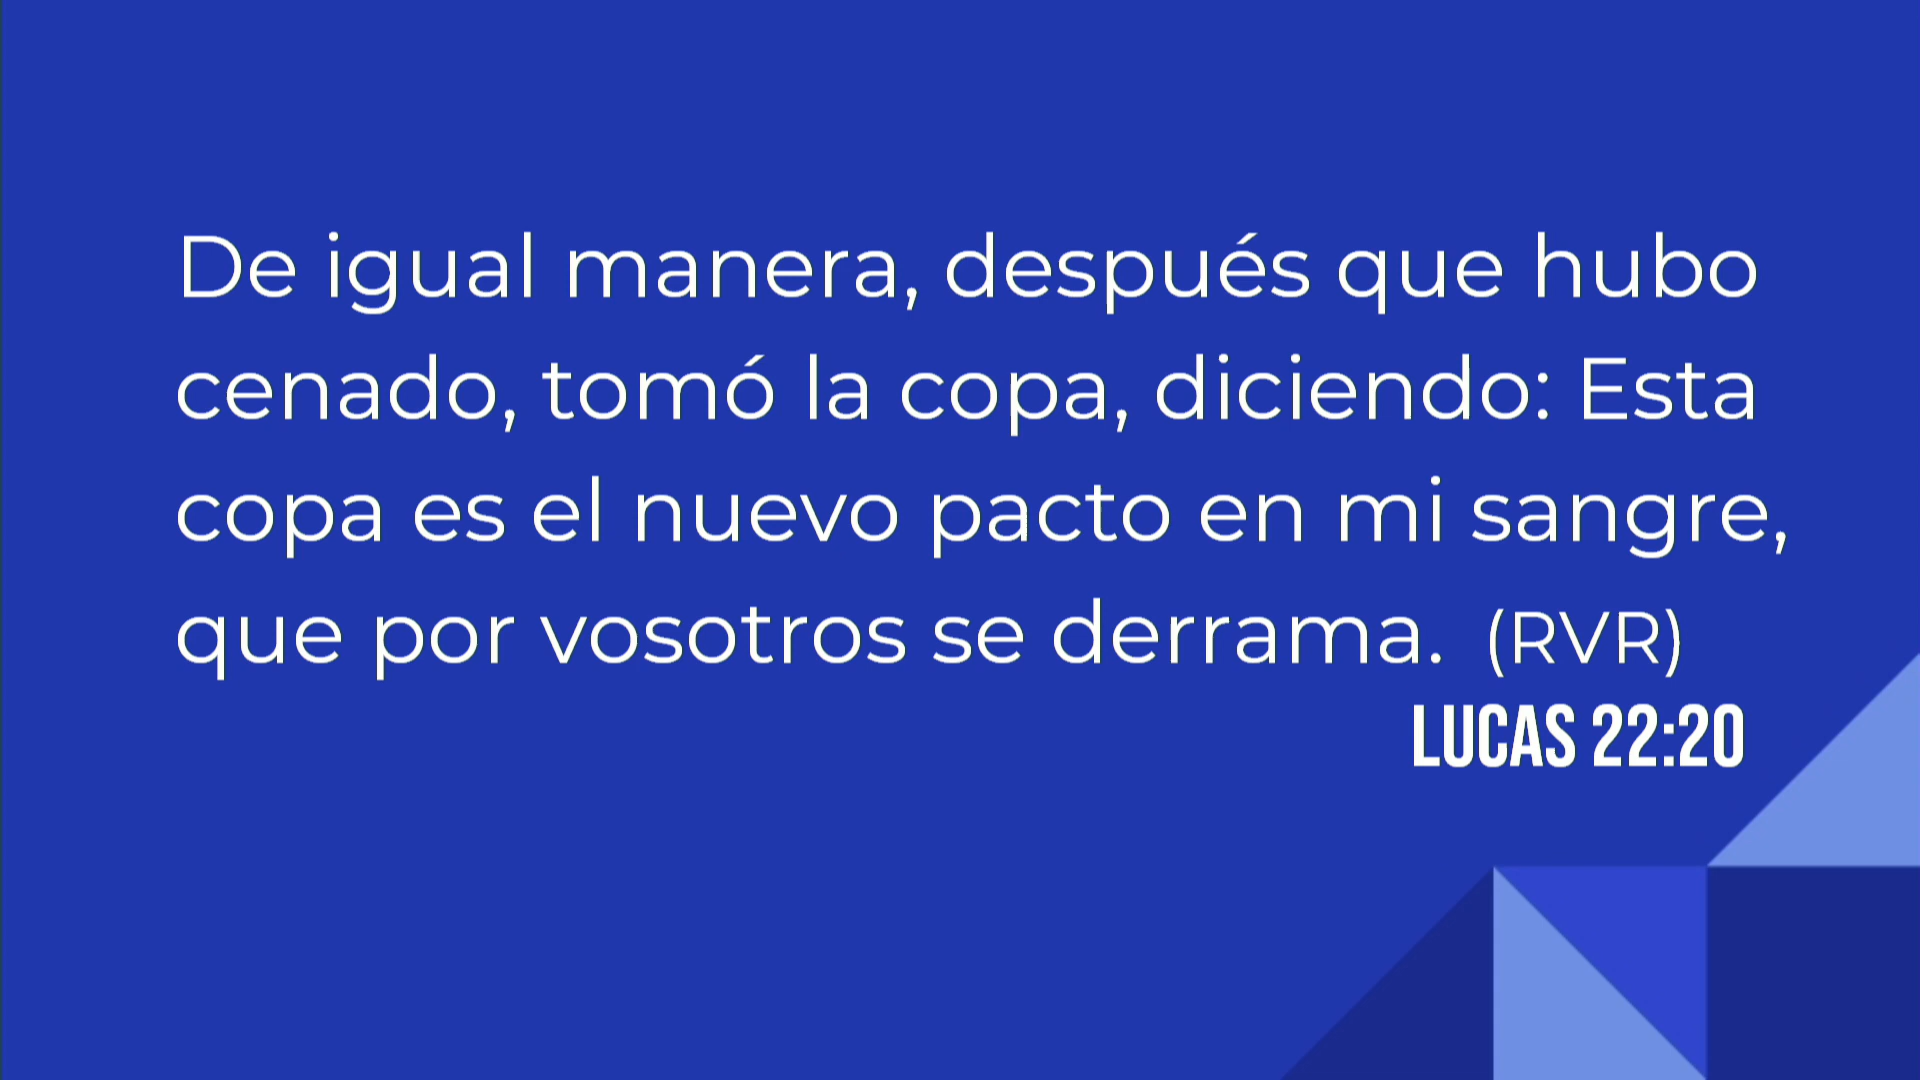 De igual manera, después que hubo
cenado, tomó la copa, diciendo: Esta
copa es el nuevo pacto en mi sangre,
que por vosotros se derrama. (RVR)
LUCAS 22:20